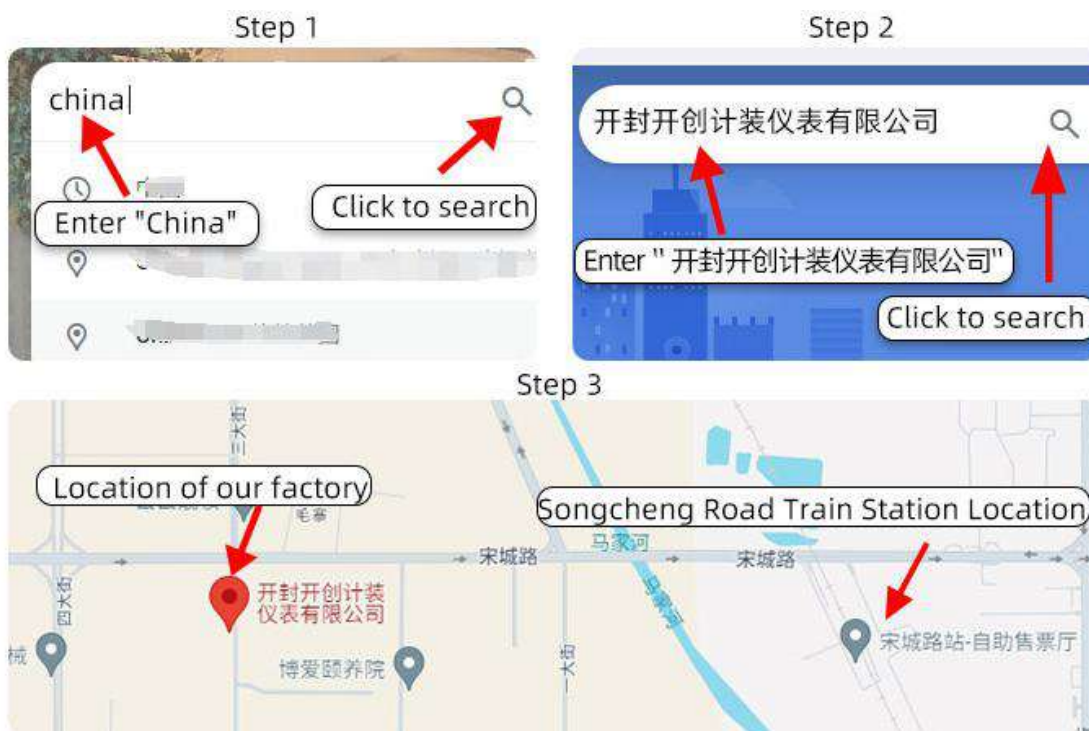 Step 1
china
Enter "China"
Click to search
Step 2
开封开创计装仪表有限公司
Enter " 开封开创计装仪表有限公司"
Click to search
Step 3
三大街
Location of our factory
毛寨
Songcheng Road Train Station Location
马家河
宋城路
宋城路
四大街
开封开创计装
仪表有限公司
马家河
械
博爱颐养院
一大街
宋城路站-自助售票厅